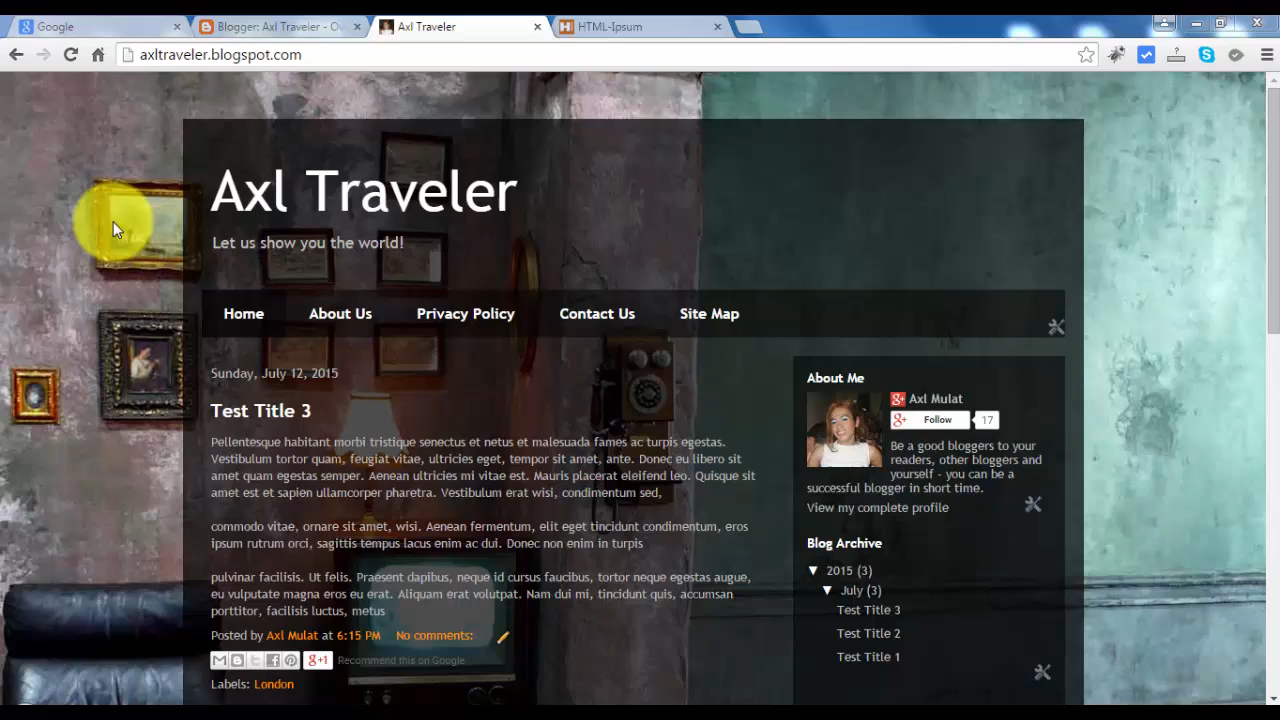 Google
Blogger: Axl Traveler - Ov
Axl Traveler
HTML-Ipsum
axltraveler.blogspot.com
Axl Traveler
Let us show you the world!
Home About Us Privacy Policy Contact Us Site Map
Sunday, July 12, 2015
Test Title 3
Pellentesque habitant morbi tristique senectus et netus et malesuada fames ac turpis egestas.
Vestibulum tortor quam, feugiat vitae, ultricies eget, tempor sit amet, ante. Donec eu libero sit
amet quam egestas semper. Aenean ultricies mi vitae est. Mauris placerat eleifend leo. Quisque sit
amet est et sapien ullamcorper pharetra. Vestibulum erat wisi, condimentum sed,
commodo vitae, ornare sit amet, wisi. Aenean fermentum, elit eget tincidunt condimentum, eros
ipsum rutrum orci, sagittis tempus lacus enim ac dui. Donec non enim in turpis
pulvinar facilisis. Ut felis. Praesent dapibus, neque id cursus faucibus, tortor neque egestas augue,
eu vulputate magna eros eu erat. Aliquam erat volutpat. Nam dui mi, tincidunt quis, accumsan
porttitor, facilisis luctus, metus
Posted by Axl Mulat at 6:15 PM No comments:
g+1 Recommend this on Google
Labels: London
About Me
Axl Mulat
g+ Follow 17
Be a good bloggers to your
readers, other bloggers and
yourself - you can be a
successful blogger in short time.
View my complete profile
Blog Archive
▼ 2015 (3)
▼ July (3)
Test Title 3
Test Title 2
Test Title 1